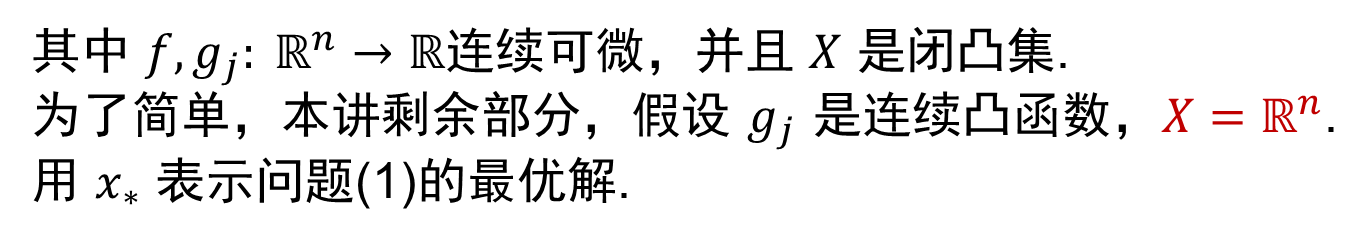 其中 f, g_j: ℝ^n → ℝ连续可微，并且 X 是闭凸集.
为了简单，本讲剩余部分，假设 g_j 是连续凸函数，X = ℝ^n.
用 x_* 表示问题(1)的最优解.